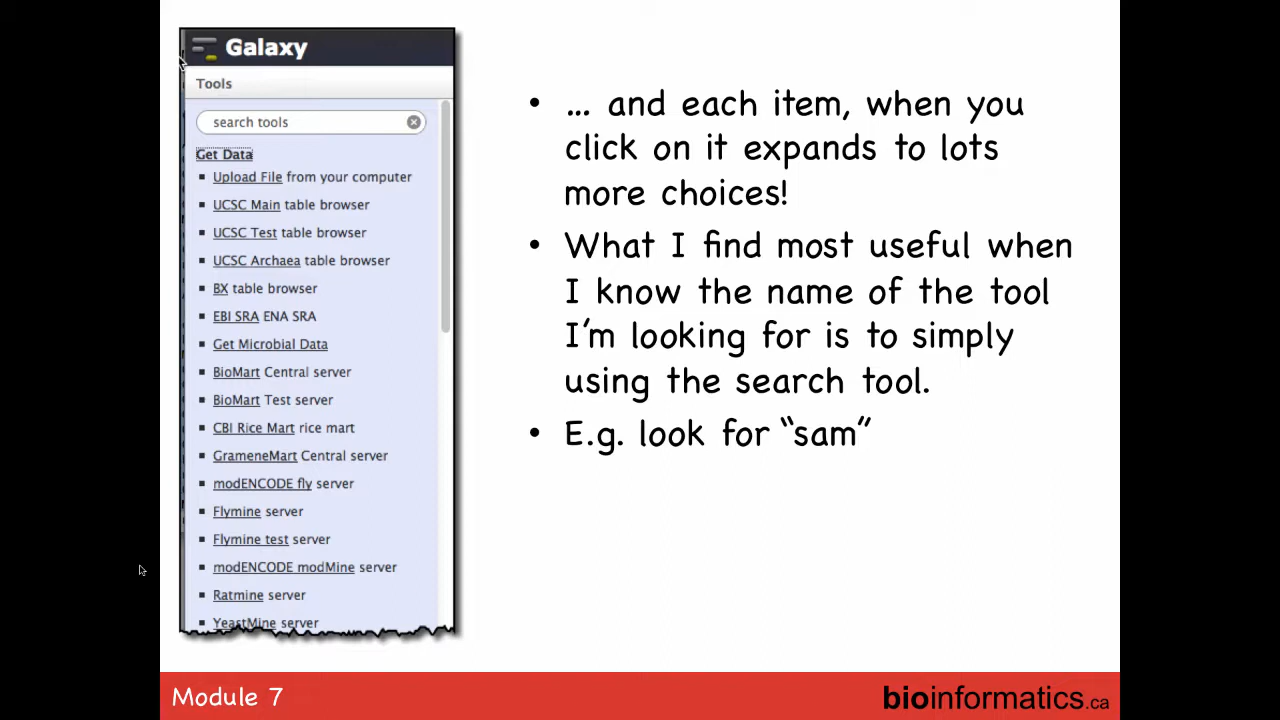 Galaxy
Tools
search tools
Get Data
▪ Upload File from your computer
▪ UCSC Main table browser
▪ UCSC Test table browser
▪ UCSC Archaea table browser
▪ BX table browser
▪ EBI SRA ENA SRA
▪ Get Microbial Data
▪ BioMart Central server
▪ BioMart Test server
▪ CBI Rice Mart rice mart
▪ GrameneMart Central server
▪ modENCODE fly server
▪ Flymine server
▪ Flymine test server
▪ modENCODE modMine server
▪ Ratmine server
▪ YeastMine server
• ... and each item, when you
click on it expands to lots
more choices!
• What I find most useful when
I know the name of the tool
I’m looking for is to simply
using the search tool.
• E.g. look for “sam”
Module 7
bioinformatics.ca